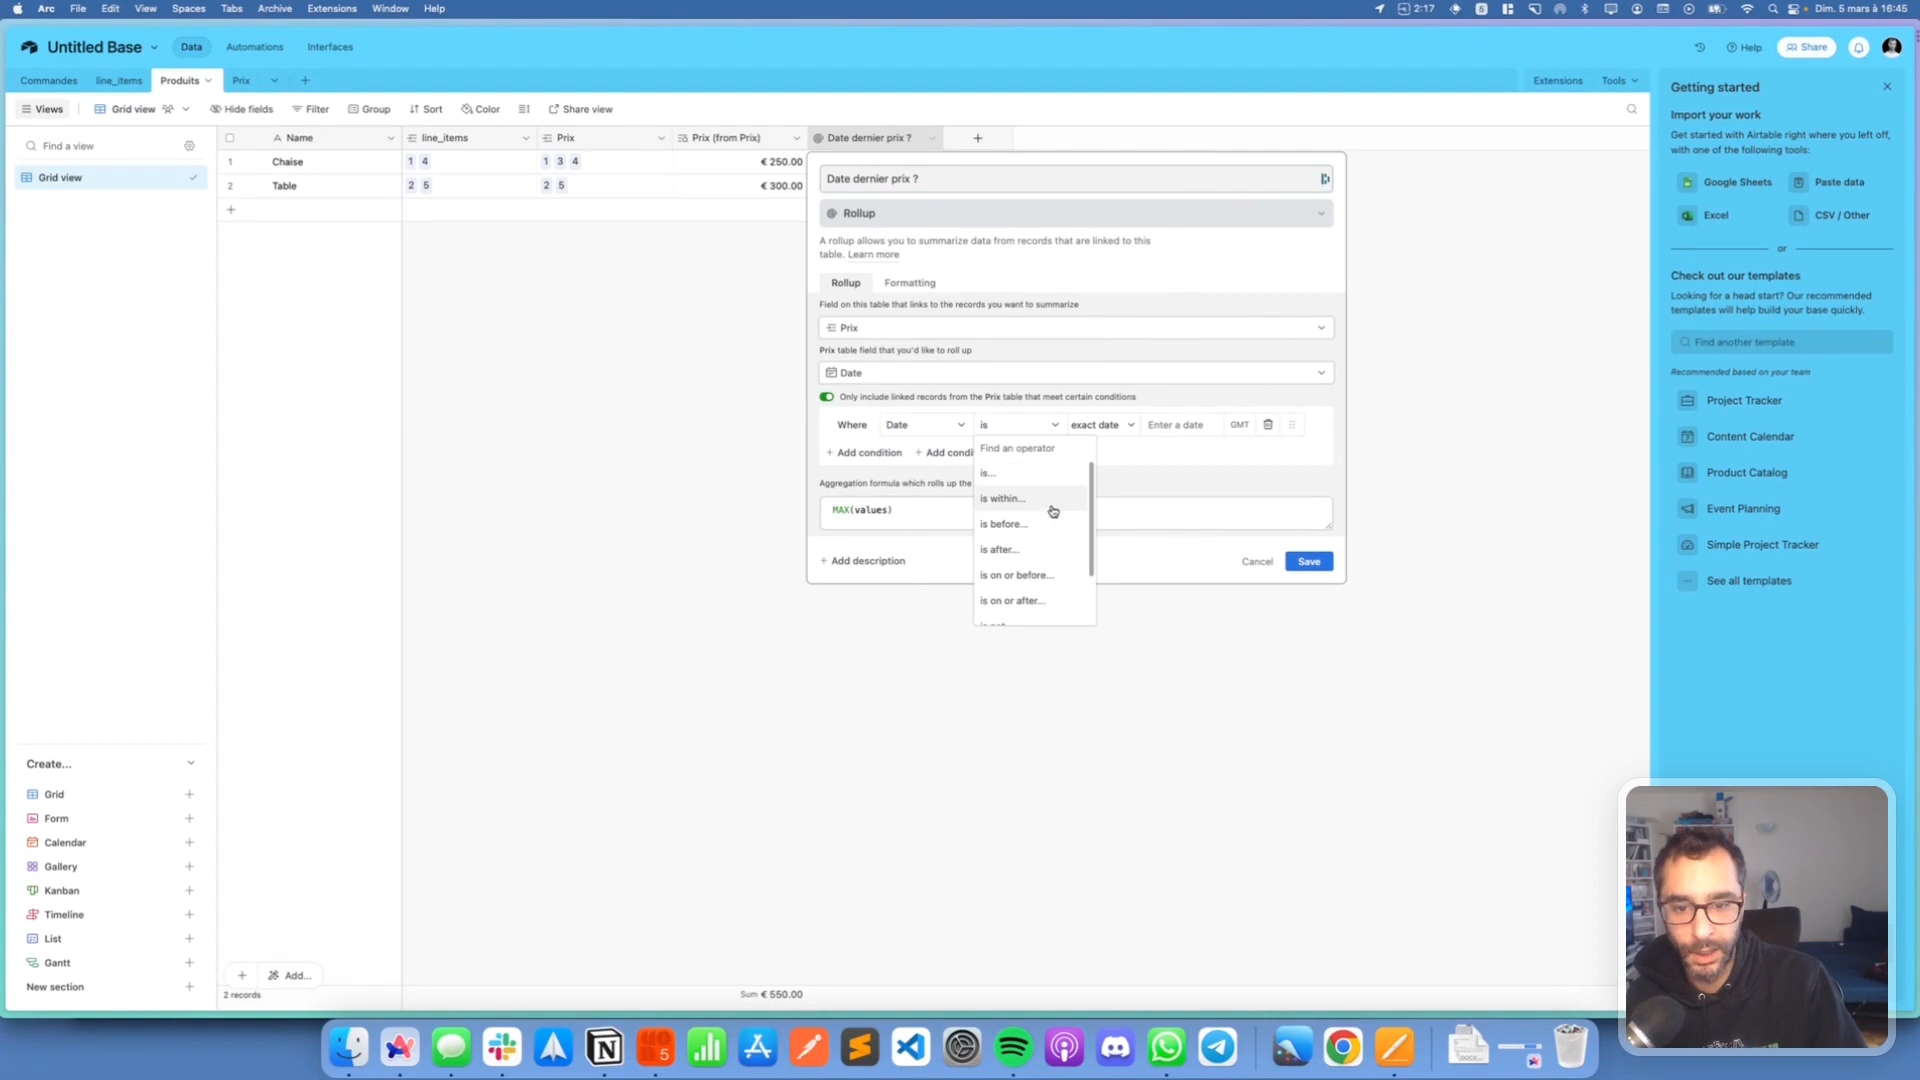 Arc File Edit View Spaces Tabs Archive Extensions Window Help
2:17
Dim. 5 mars à 16:45
Untitled Base
Data
Automations
Interfaces
Help
Share
Commandes
line_items
Produits
Prix
Extensions
Tools
Views
Grid view
Hide fields
Filter
Group
Sort
Color
Share view
Find a view
Grid view
Name
line_items
Prix
Prix (from Prix)
Date dernier prix ?
1 Chaise 1 4 1 3 4 € 250.00
2 Table 2 5 2 5 € 300.00
Date dernier prix ?
Rollup
A rollup allows you to summarize data from records that are linked to this
table. Learn more
Rollup
Formatting
Field on this table that links to the records you want to summarize
Prix
Prix table field that you'd like to roll up
Date
Only include linked records from the Prix table that meet certain conditions
Where Date is exact date Enter a date GMT
+ Add condition + Add condi
Find an operator
is...
is within...
is before...
is after...
is on or before...
is on or after...
Aggregation formula which rolls up the
MAX(values)
+ Add description
Cancel
Save
Getting started
Import your work
Get started with Airtable right where you left off,
with one of the following tools:
Google Sheets
Paste data
Excel
CSV / Other
or
Check out our templates
Looking for a head start? Our recommended
templates will help build your base quickly.
Find another template
Recommended based on your team
Project Tracker
Content Calendar
Product Catalog
Event Planning
Simple Project Tracker
See all templates
Create...
Grid
Form
Calendar
Gallery
Kanban
Timeline
List
Gantt
New section
Add...
2 records
Sum € 550.00